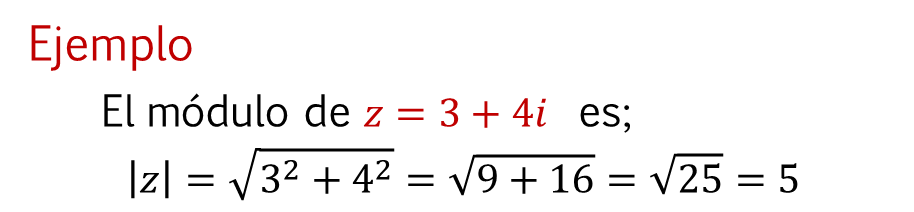 Ejemplo
El módulo de z = 3 + 4i es;
|z| = √(3² + 4²) = √(9 + 16) = √25 = 5